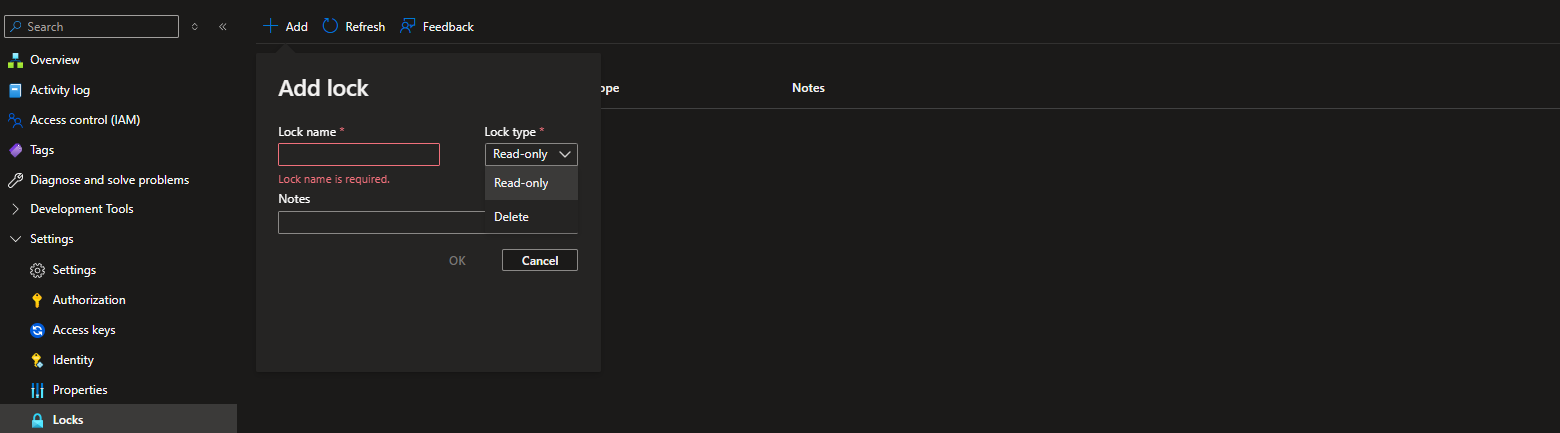 Search
Add Refresh Feedback
Overview
Activity log
Access control (IAM)
Tags
Diagnose and solve problems
Development Tools
Settings
Settings
Authorization
Access keys
Identity
Properties
Locks
Add lock
Lock name *
Lock type *
Read-only
Lock name is required.
Read-only
Delete
Notes
OK Cancel
ope Notes